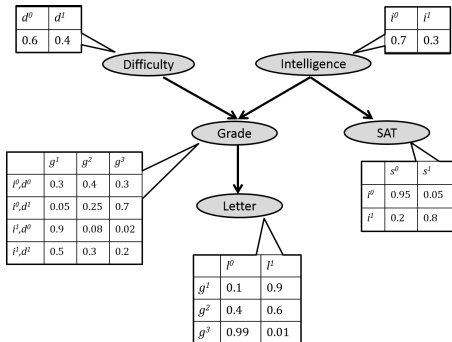 d⁰ d¹
0.6 0.4
i⁰ i¹
0.7 0.3
Difficulty
Intelligence
Grade
SAT
g¹ g² g³
i⁰,d⁰ 0.3 0.4 0.3
i⁰,d¹ 0.05 0.25 0.7
i¹,d⁰ 0.9 0.08 0.02
i¹,d¹ 0.5 0.3 0.2
s⁰ s¹
i⁰ 0.95 0.05
i¹ 0.2 0.8
Letter
l⁰ l¹
g¹ 0.1 0.9
g² 0.4 0.6
g³ 0.99 0.01